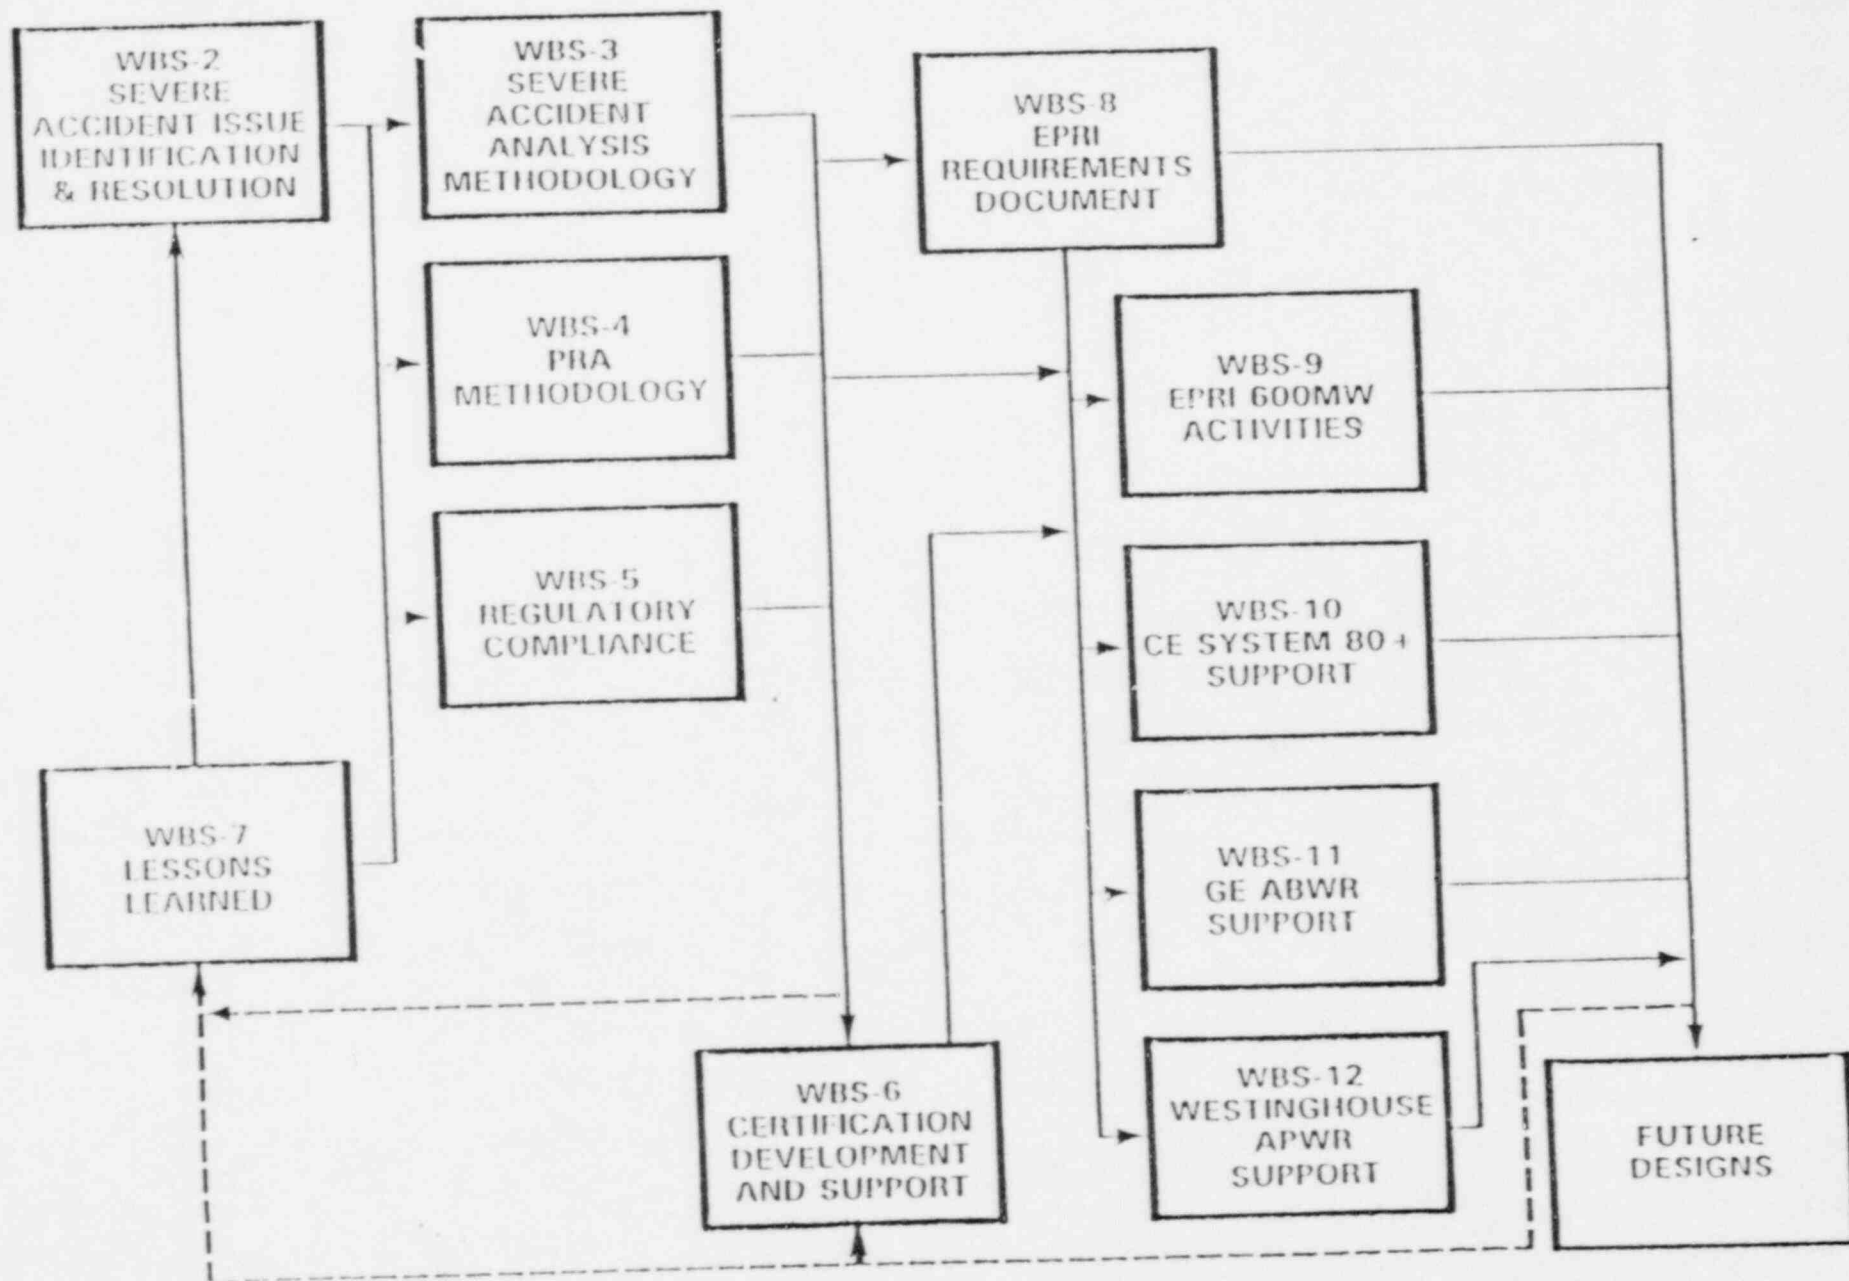 WBS-2
SEVERE
ACCIDENT ISSUE
IDENTIFICATION
& RESOLUTION
WBS-3
SEVERE
ACCIDENT
ANALYSIS
METHODOLOGY
WBS-8
EPRI
REQUIREMENTS
DOCUMENT
WBS-4
PRA
METHODOLOGY
WBS-9
EPRI 600MW
ACTIVITIES
WBS-5
REGULATORY
COMPLIANCE
WBS-10
CE SYSTEM 80+
SUPPORT
WBS-7
LESSONS
LEARNED
WBS-11
GE ABWR
SUPPORT
WBS-6
CERTIFICATION
DEVELOPMENT
AND SUPPORT
WBS-12
WESTINGHOUSE
APWR
SUPPORT
FUTURE
DESIGNS